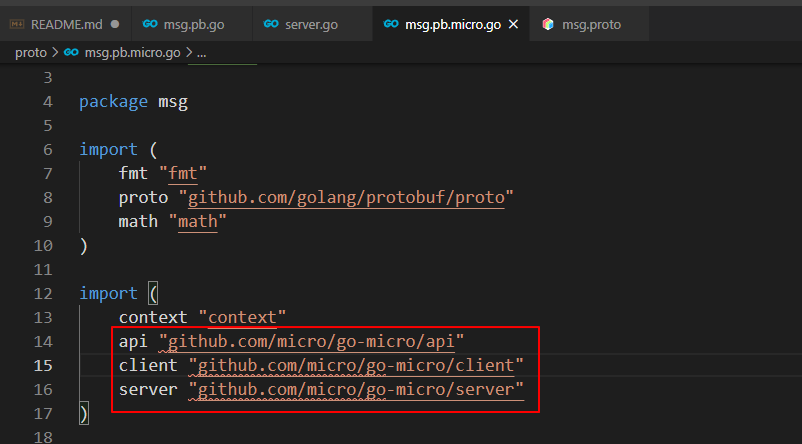 README.md
msg.pb.go
server.go
msg.pb.micro.go
msg.proto
proto > msg.pb.micro.go > ...
3
4 package msg
5
6 import (
7 fmt "fmt"
8 proto "github.com/golang/protobuf/proto"
9 math "math"
10 )
11
12 import (
13 context "context"
14 api "github.com/micro/go-micro/api"
15 client "github.com/micro/go-micro/client"
16 server "github.com/micro/go-micro/server"
17 )
18